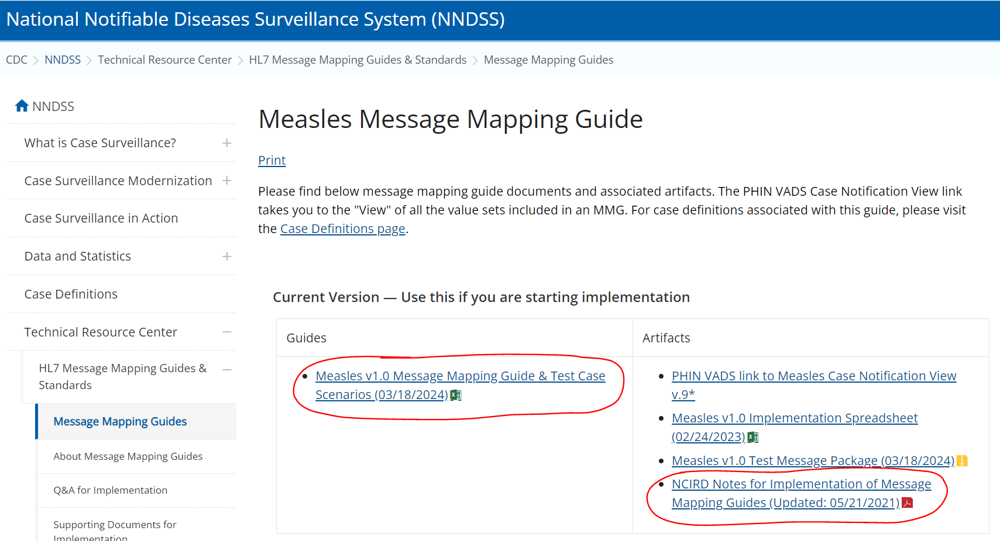 National Notifiable Diseases Surveillance System (NNDSS)
CDC > NNDSS > Technical Resource Center > HL7 Message Mapping Guides & Standards > Message Mapping Guides
NNDSS
What is Case Surveillance?
Case Surveillance Modernization
Case Surveillance in Action
Data and Statistics
Case Definitions
Technical Resource Center
HL7 Message Mapping Guides &
Standards
Message Mapping Guides
About Message Mapping Guides
Q&A for Implementation
Supporting Documents for
Implementation
Measles Message Mapping Guide
Print
Please find below message mapping guide documents and associated artifacts. The PHIN VADS Case Notification View link
takes you to the "View" of all the value sets included in an MMG. For case definitions associated with this guide, please visit
the Case Definitions page.
Current Version — Use this if you are starting implementation
Guides
Measles v1.0 Message Mapping Guide & Test Case
Scenarios (03/18/2024)
Artifacts
PHIN VADS link to Measles Case Notification View
v.9*
Measles v1.0 Implementation Spreadsheet
(02/24/2023)
Measles v1.0 Test Message Package (03/18/2024)
NCIRD Notes for Implementation of Message
Mapping Guides (Updated: 05/21/2021)